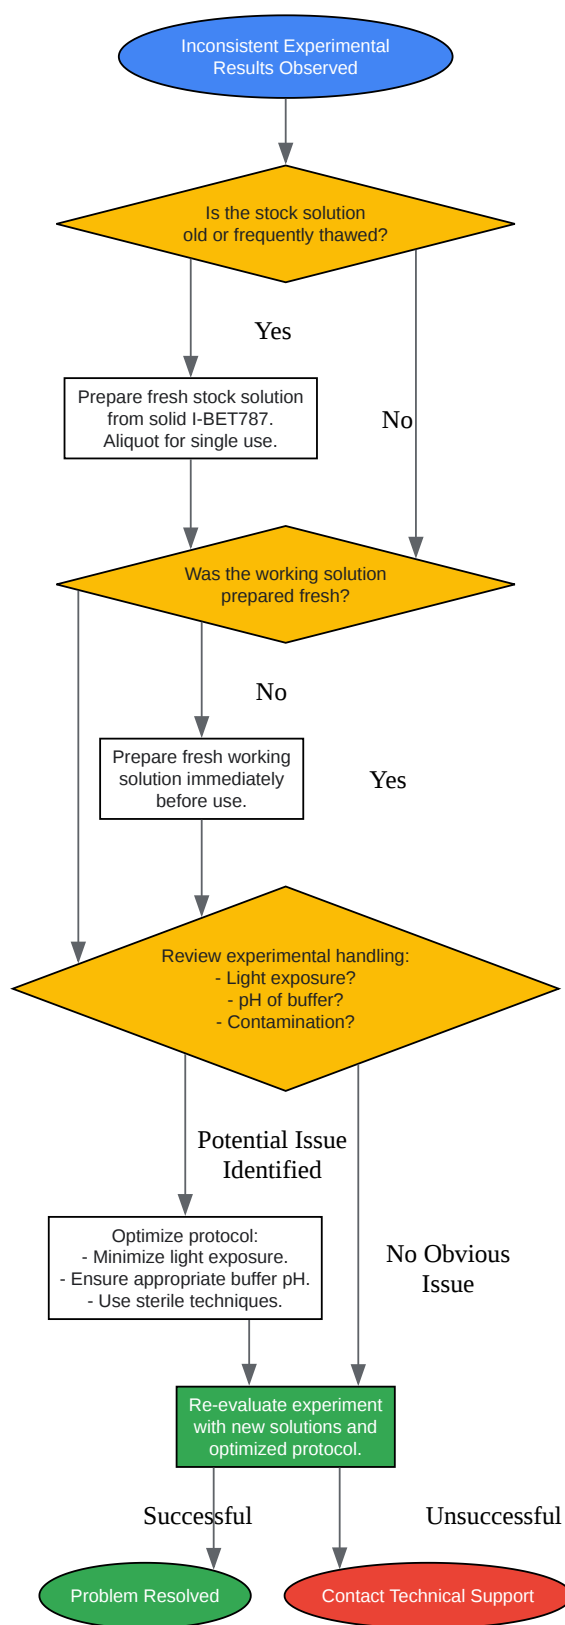 Inconsistent Experimental
Results Observed
Is the stock solution
old or frequently thawed?
Yes
Prepare fresh stock solution
from solid I-BET787.
Aliquot for single use.
No
Was the working solution
prepared fresh?
No
Prepare fresh working
solution immediately
before use.
Yes
Review experimental handling:
- Light exposure?
- pH of buffer?
- Contamination?
Potential Issue
Identified
Optimize protocol:
- Minimize light exposure.
- Ensure appropriate buffer pH.
- Use sterile techniques.
No Obvious
Issue
Re-evaluate experiment
with new solutions and
optimized protocol.
Successful
Unsuccessful
Problem Resolved
Contact Technical Support